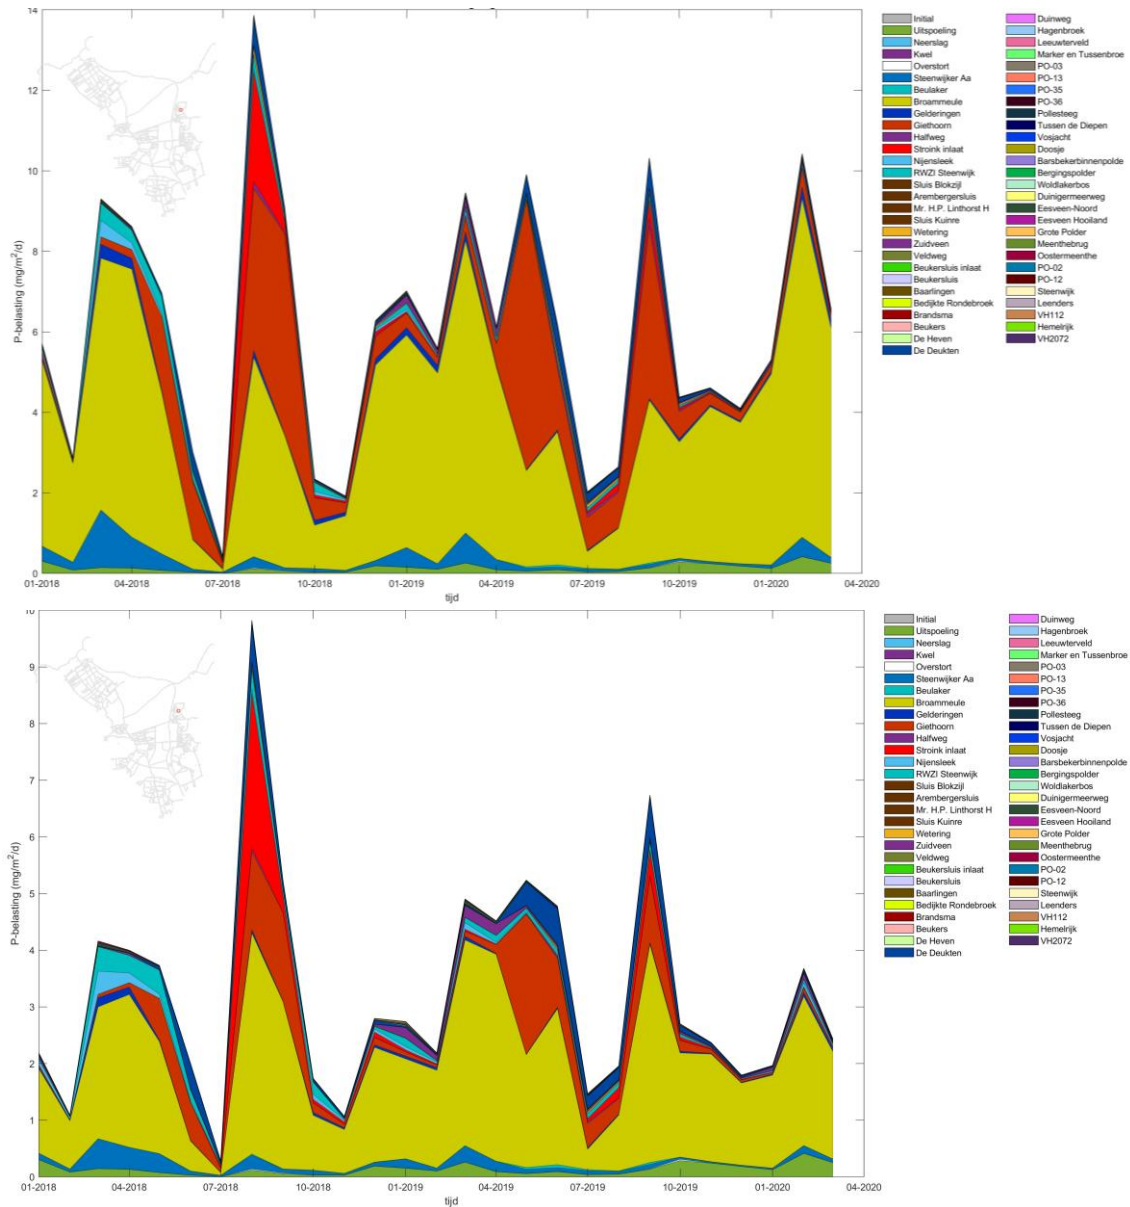 14
12
10
8
6
4
2
0
P-belasting (mg/m²/d)
01-2018
04-2018
07-2018
10-2018
01-2019
04-2019
07-2019
10-2019
01-2020
04-2020
tijd
Initial
Uitspoeling
Neerslag
Kwel
Overstort
Steenwijker Aa
Beulaker
Broammeule
Gelderingen
Giethoorn
Halfweg
Stroink inlaat
Nijensleek
RWZI Steenwijk
Sluis Blokzijl
Arembergersluis
Mr. H.P. Linthorst H
Sluis Kuinre
Wetering
Zuidveen
Veldweg
Beukersluis inlaat
Beukersluis
Baarlingen
Bedijkte Rondebroek
Brandsma
Beukers
De Heven
De Deukten
Duinweg
Hagenbroek
Leeuwterveld
Marker en Tussenbroe
PO-03
PO-13
PO-35
PO-36
Pollesteeg
Tussen de Diepen
Vosjacht
Doosje
Barsbekerbinnenpolde
Bergingspolder
Woldlakerbos
Duinigermeerweg
Eesveen-Noord
Eesveen Hooiland
Grote Polder
Meenthebrug
Oostermeenthe
PO-02
PO-12
Steenwijk
Leenders
VH112
Hemelrijk
VH2072
10
9
8
7
6
5
4
3
2
1
0
P-belasting (mg/m²/d)
01-2018
04-2018
07-2018
10-2018
01-2019
04-2019
07-2019
10-2019
01-2020
04-2020
tijd
Initial
Uitspoeling
Neerslag
Kwel
Overstort
Steenwijker Aa
Beulaker
Broammeule
Gelderingen
Giethoorn
Halfweg
Stroink inlaat
Nijensleek
RWZI Steenwijk
Sluis Blokzijl
Arembergersluis
Mr. H.P. Linthorst H
Sluis Kuinre
Wetering
Zuidveen
Veldweg
Beukersluis inlaat
Beukersluis
Baarlingen
Bedijkte Rondebroek
Brandsma
Beukers
De Heven
De Deukten
Duinweg
Hagenbroek
Leeuwterveld
Marker en Tussenbroe
PO-03
PO-13
PO-35
PO-36
Pollesteeg
Tussen de Diepen
Vosjacht
Doosje
Barsbekerbinnenpolde
Bergingspolder
Woldlakerbos
Duinigermeerweg
Eesveen-Noord
Eesveen Hooiland
Grote Polder
Meenthebrug
Oostermeenthe
PO-02
PO-12
Steenwijk
Leenders
VH112
Hemelrijk
VH2072